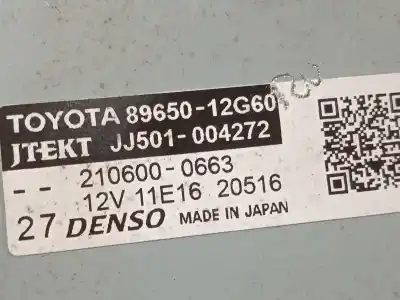 TOYOTA 89650-12G60
JTEKT JJ501-004272
-- 210600-0663
12V 11E16 20516
27 DENSO MADE IN JAPAN